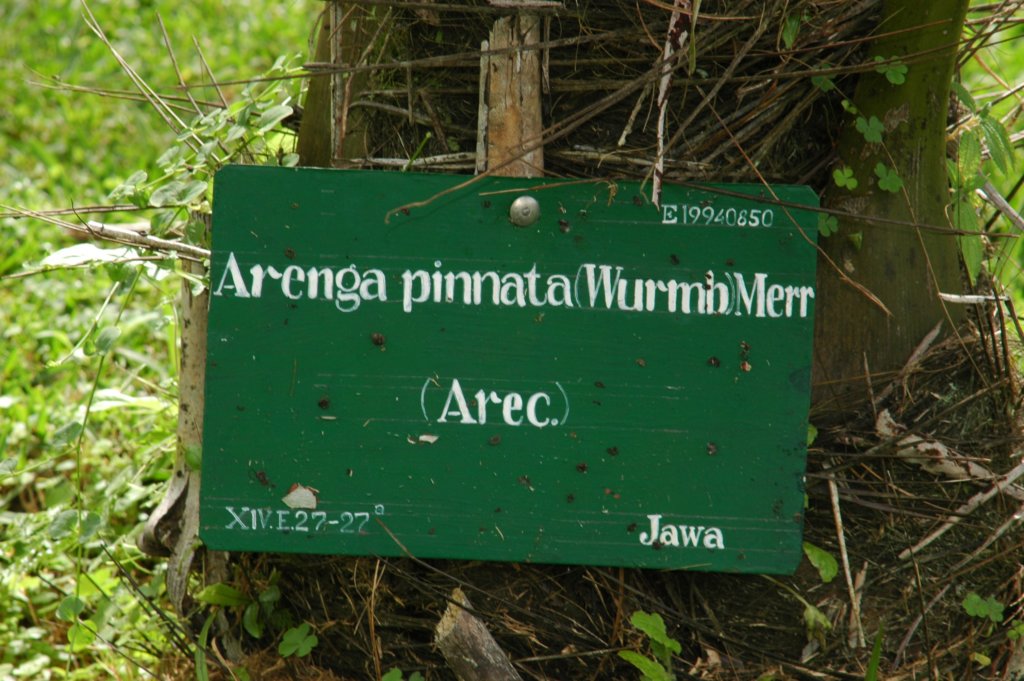 E19940850
Arenga pinnata (Wurmb) Merr
(Arec.)
XIV.E.27-27ª
Jawa